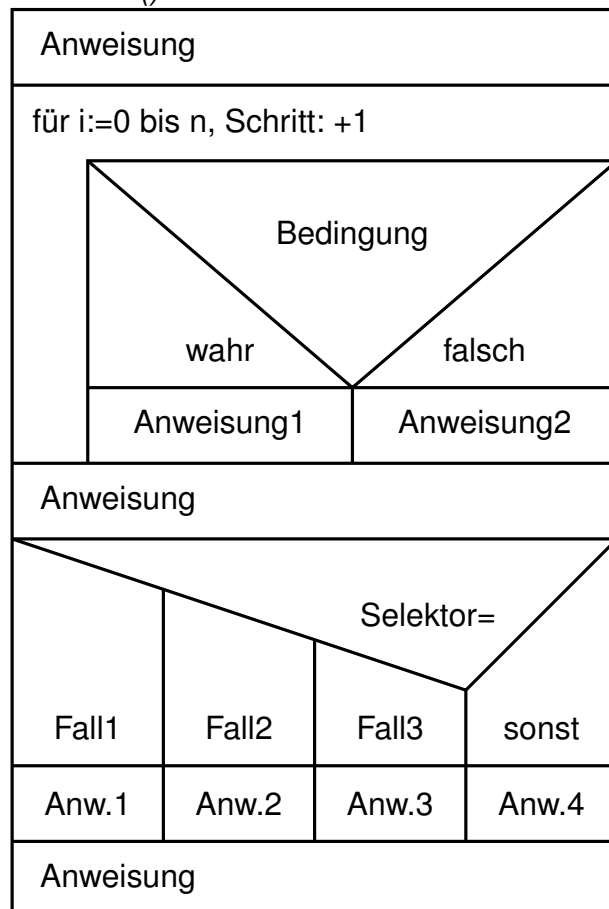 ()
Anweisung
für i:=0 bis n, Schritt: +1
Bedingung
wahr falsch
Anweisung1 Anweisung2
Anweisung
Selektor=
Fall1 Fall2 Fall3 sonst
Anw.1 Anw.2 Anw.3 Anw.4
Anweisung